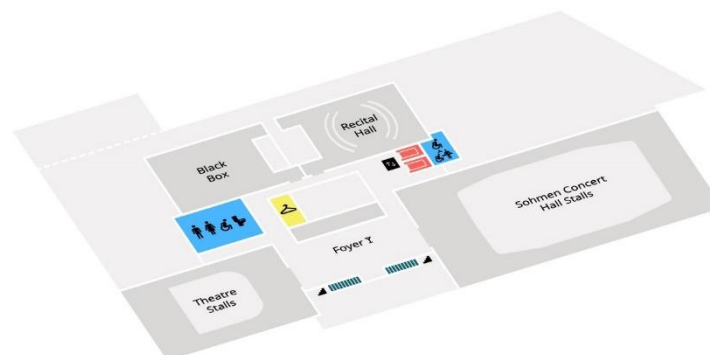 Recital
Hall
Black
Box
Sohmen Concert
Hall Stalls
Foyer
Theatre
Stalls